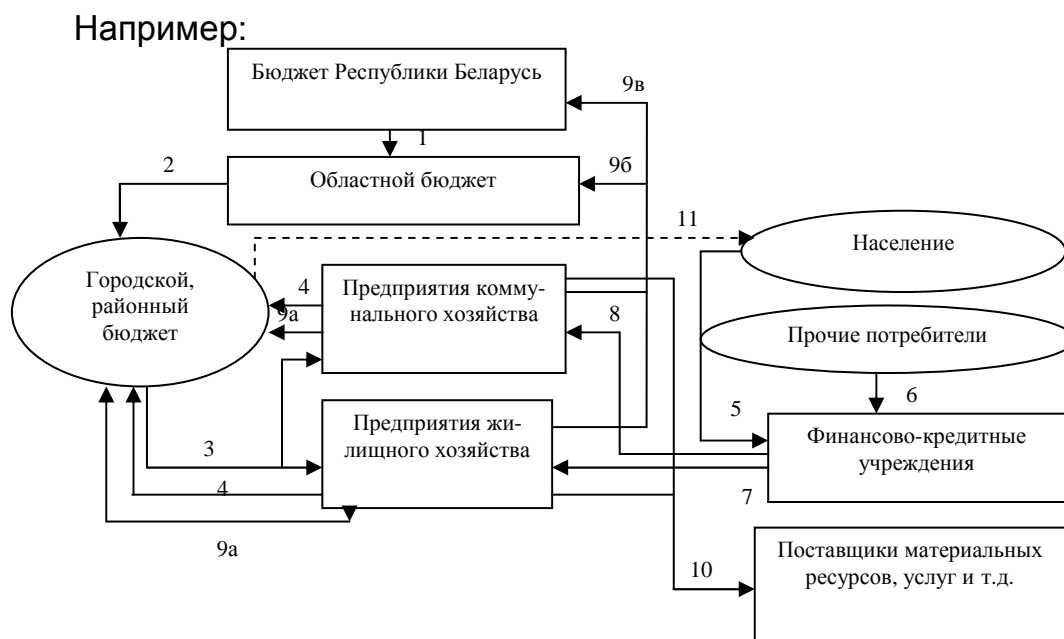 Например:
Бюджет Республики Беларусь
9в
1
2
9б
Областной бюджет
11
Население
Городской,
районный
бюджет
4
9а
Предприятия комму-
нального хозяйства
8
Прочие потребители
5
6
3
Предприятия жи-
лищного хозяйства
Финансово-кредитные
учреждения
4
7
9а
10
Поставщики материальных
ресурсов, услуг и т.д.